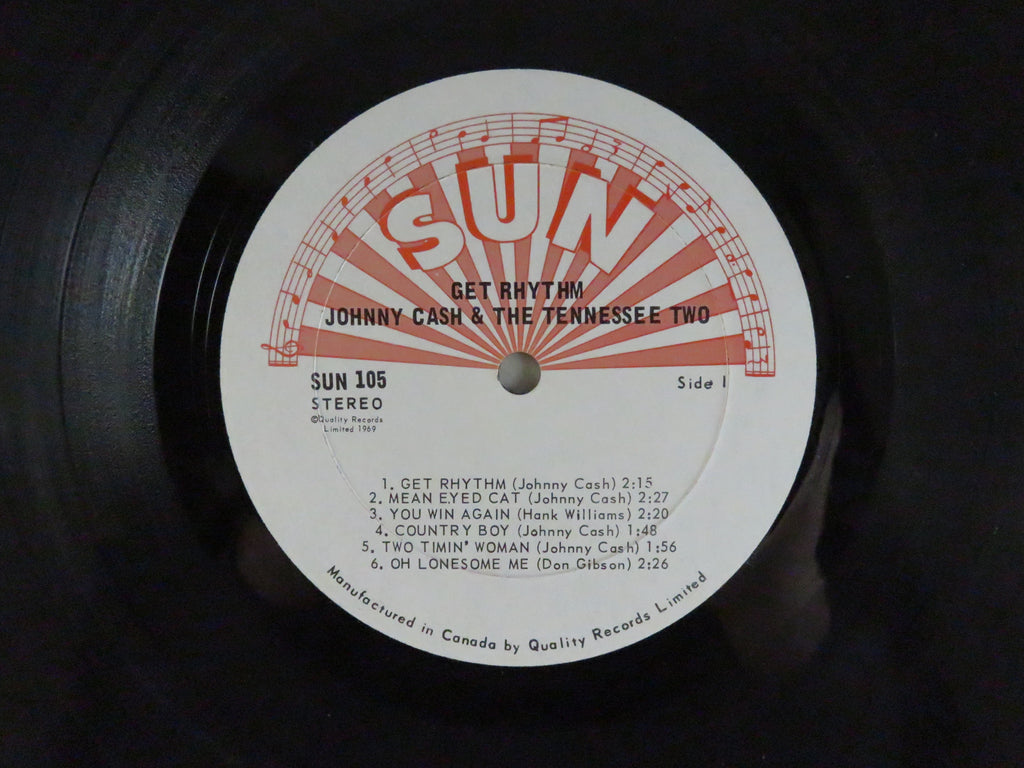 SUN
GET RHYTHM
JOHNNY CASH & THE TENNESSEE TWO
SUN 105
Side 1
STEREO
©Quality Records
Limited 1969
1. GET RHYTHM (Johnny Cash) 2:15
2. MEAN EYED CAT (Johnny Cash) 2:27
3. YOU WIN AGAIN (Hank Williams) 2:20
4. COUNTRY BOY (Johnny Cash) 1:48
5. TWO TIMIN' WOMAN (Johnny Cash) 1:56
6. OH LONESOME ME (Don Gibson) 2:26
Manufactured in Canada by Quality Records Limited